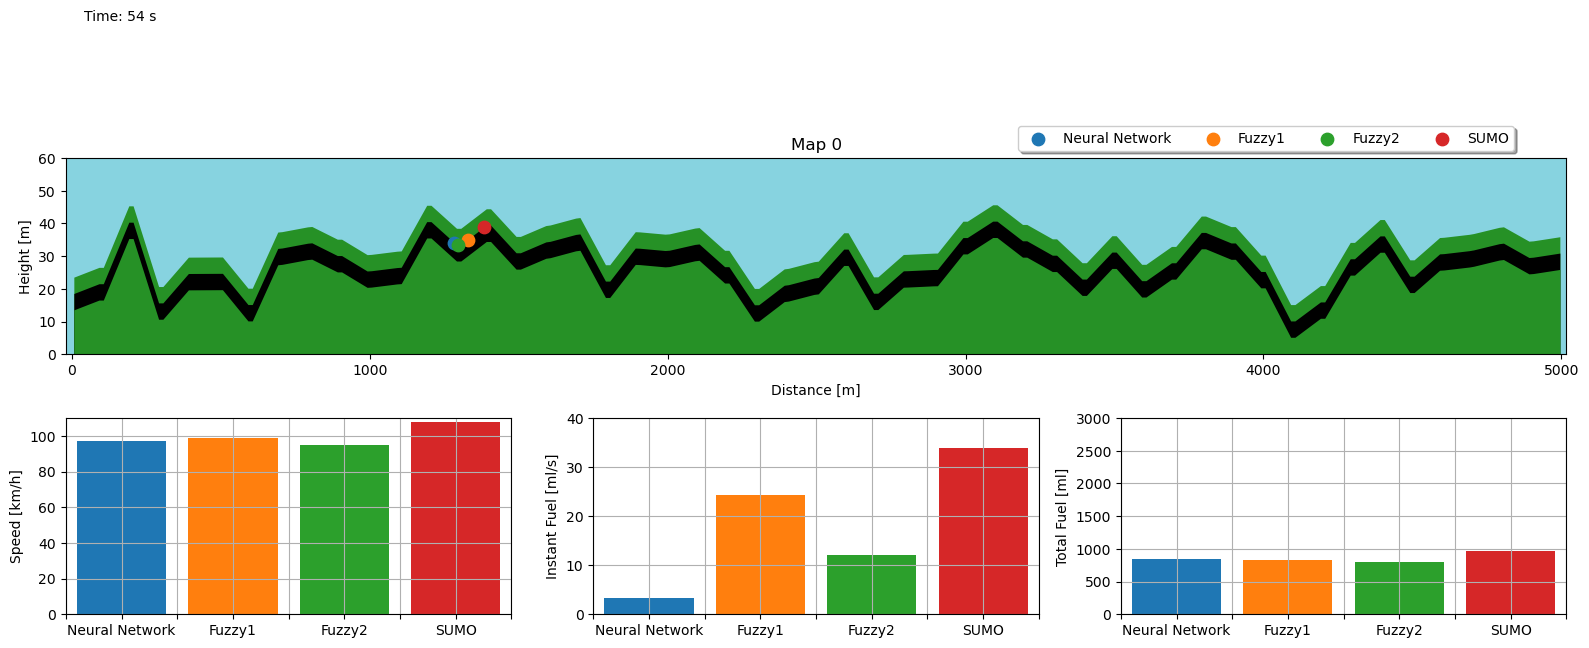 Time: 54 s
Map 0
Neural Network Fuzzy1 Fuzzy2 SUMO
Height [m]
60
50
40
30
20
10
0
0 1000 2000 3000 4000 5000
Distance [m]
Speed [km/h]
100
80
60
40
20
0
Neural Network Fuzzy1 Fuzzy2 SUMO
Instant Fuel [ml/s]
40
30
20
10
0
Neural Network Fuzzy1 Fuzzy2 SUMO
Total Fuel [ml]
3000
2500
2000
1500
1000
500
0
Neural Network Fuzzy1 Fuzzy2 SUMO